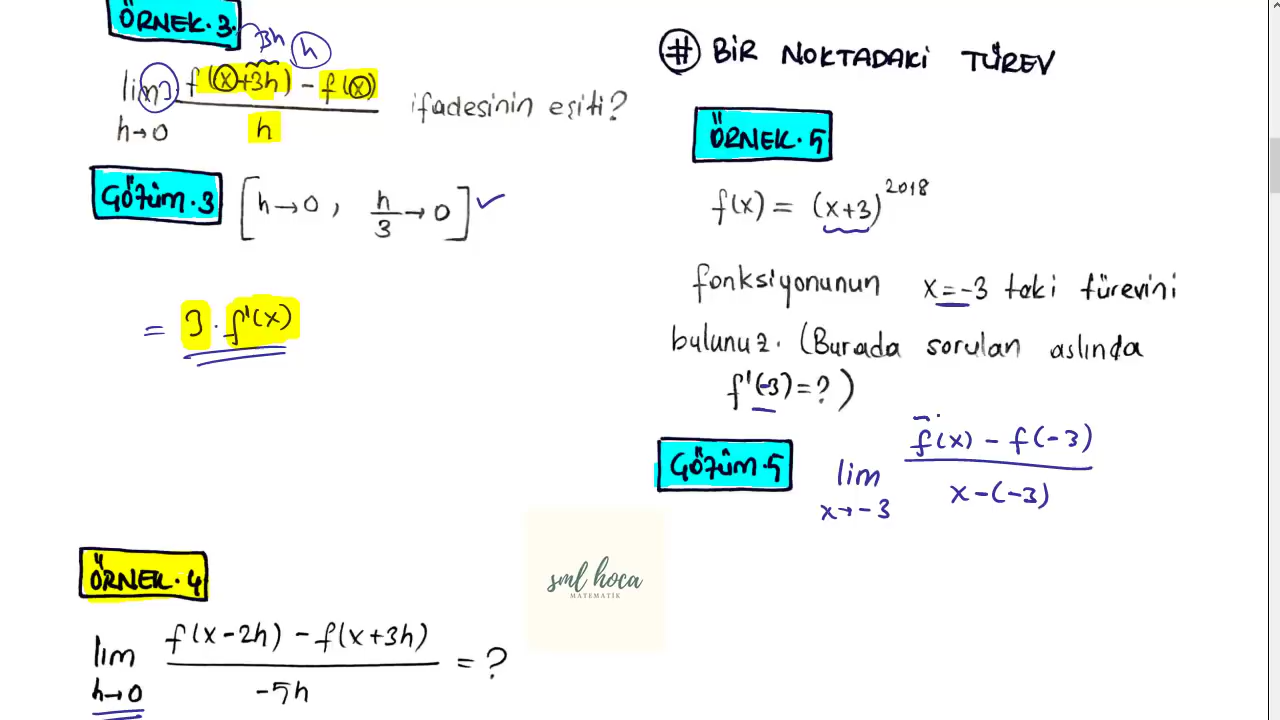 ÖRNEK.3.
3h h
lim f(x+3h) - f(x)
h→0 h
ifadesinin eşiti?
Çözüm.3 [h→0, h/3→0] ✓
= 3.f'(x)
ÖRNEK.4
lim f(x-2h) - f(x+3h) = ?
h→0 -5h
# BİR NOKTADAKİ TÜREV
ÖRNEK.5
f(x) = (x+3)^2018
fonksiyonunun x=-3 teki türevini
bulunuz. (Burada sorulan aslında
f'(-3)=?)
Çözüm.5 lim f(x) - f(-3)
x→-3 x-(-3)
sml hoca
MATEMATİK